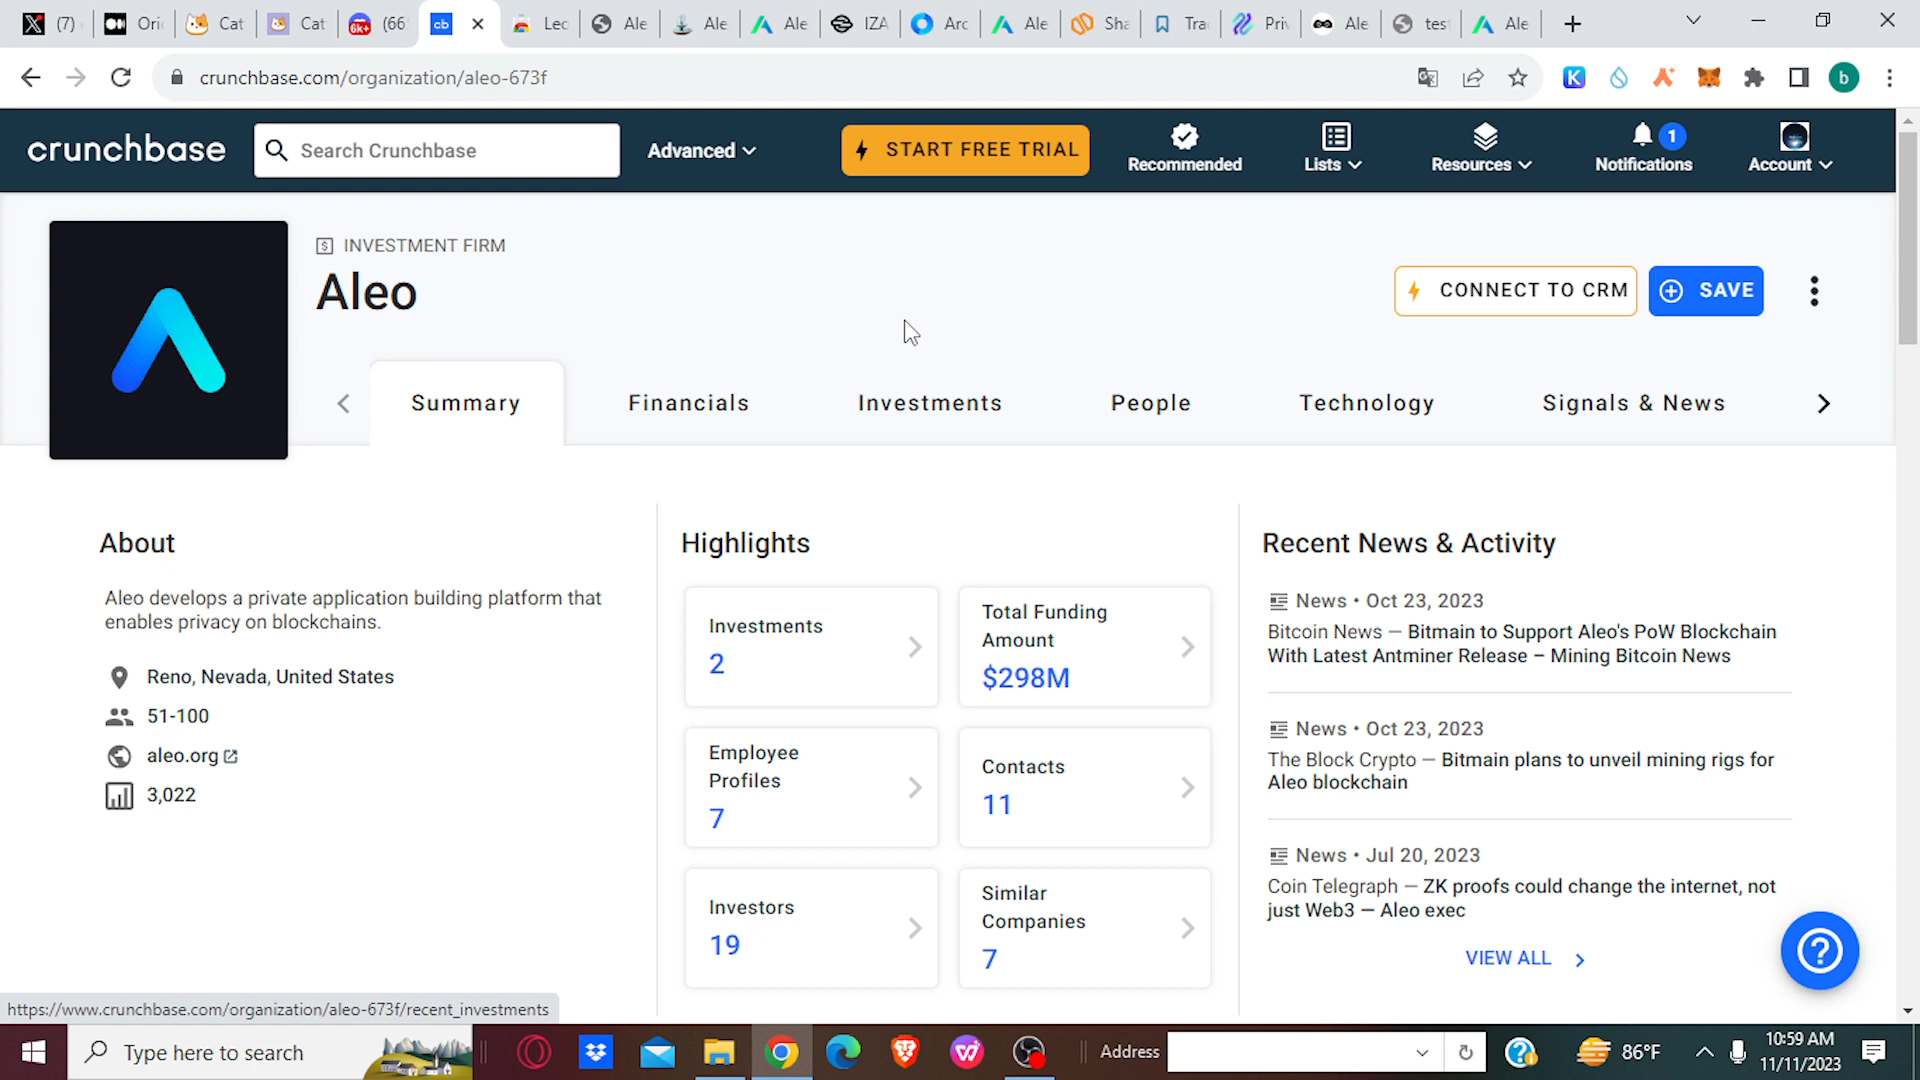 (7)
Ori
Cat
Cat
(66
cb
Leo
Ale
Ale
Ale
IZA
Arc
Ale
Sha
Tra
Priv
Ale
test
Ale
crunchbase.com/organization/aleo-673f
b
crunchbase
Search Crunchbase
Advanced
START FREE TRIAL
Recommended
Lists
Resources
1
Notifications
Account
INVESTMENT FIRM
Aleo
CONNECT TO CRM
SAVE
Summary
Financials
Investments
People
Technology
Signals & News
About
Aleo develops a private application building platform that
enables privacy on blockchains.
Reno, Nevada, United States
51-100
aleo.org
3,022
Highlights
Investments
2
Total Funding
Amount
$298M
Employee
Profiles
7
Contacts
11
Investors
19
Similar
Companies
7
Recent News & Activity
News • Oct 23, 2023
Bitcoin News — Bitmain to Support Aleo's PoW Blockchain
With Latest Antminer Release – Mining Bitcoin News
News • Oct 23, 2023
The Block Crypto — Bitmain plans to unveil mining rigs for
Aleo blockchain
News • Jul 20, 2023
Coin Telegraph — ZK proofs could change the internet, not
just Web3 — Aleo exec
VIEW ALL
https://www.crunchbase.com/organization/aleo-673f/recent_investments
Type here to search
Address
86°F
10:59 AM
11/11/2023